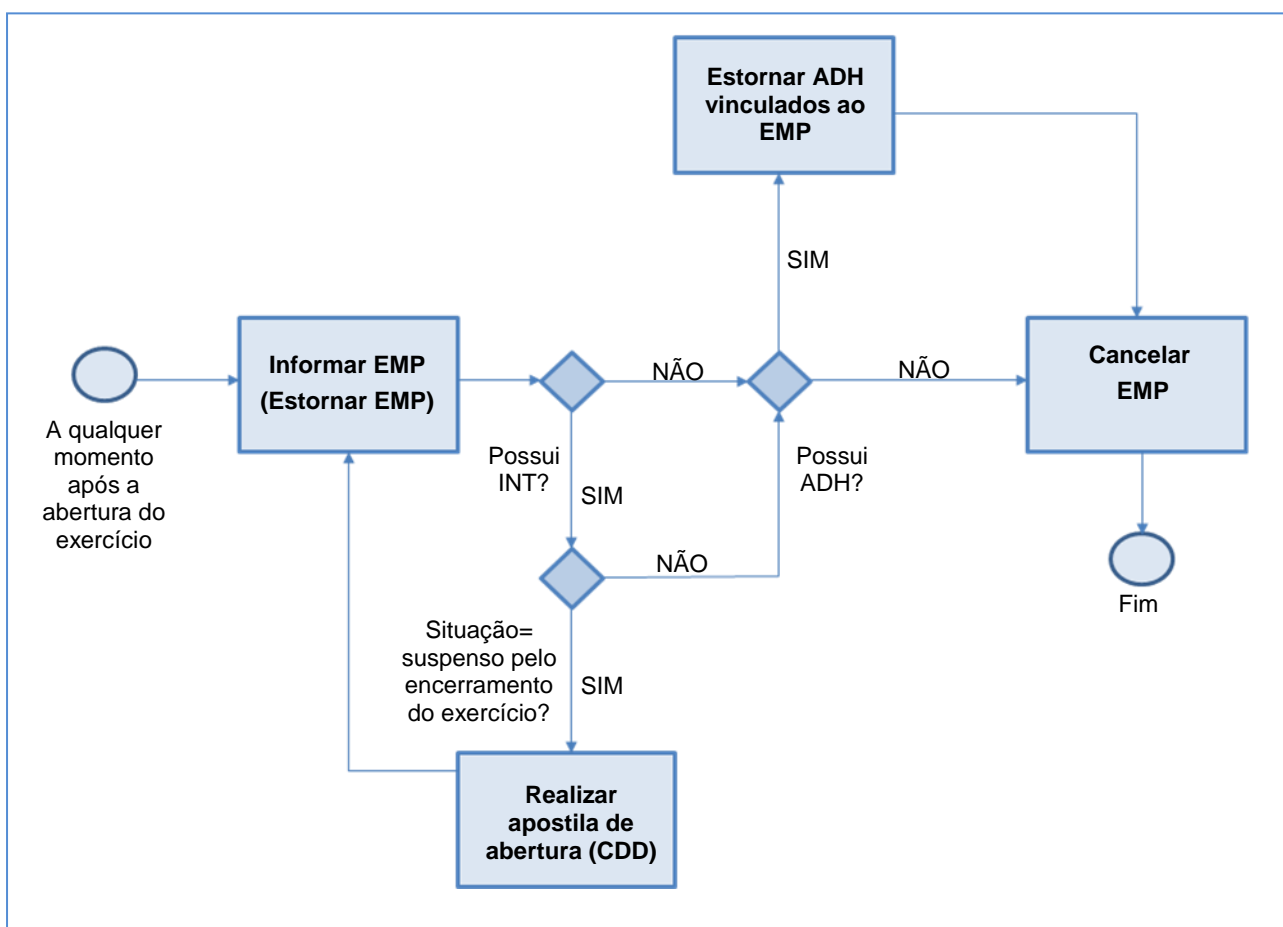 Estornar ADH
vinculados ao
EMP
SIM
Informar EMP
(Estornar EMP)
NÃO
NÃO
Cancelar
EMP
A qualquer
momento
após a
abertura do
exercício
Possui
INT?
SIM
Possui
ADH?
NÃO
Fim
Situação=
suspenso pelo
encerramento
do exercício?
SIM
Realizar
apostila de
abertura (CDD)